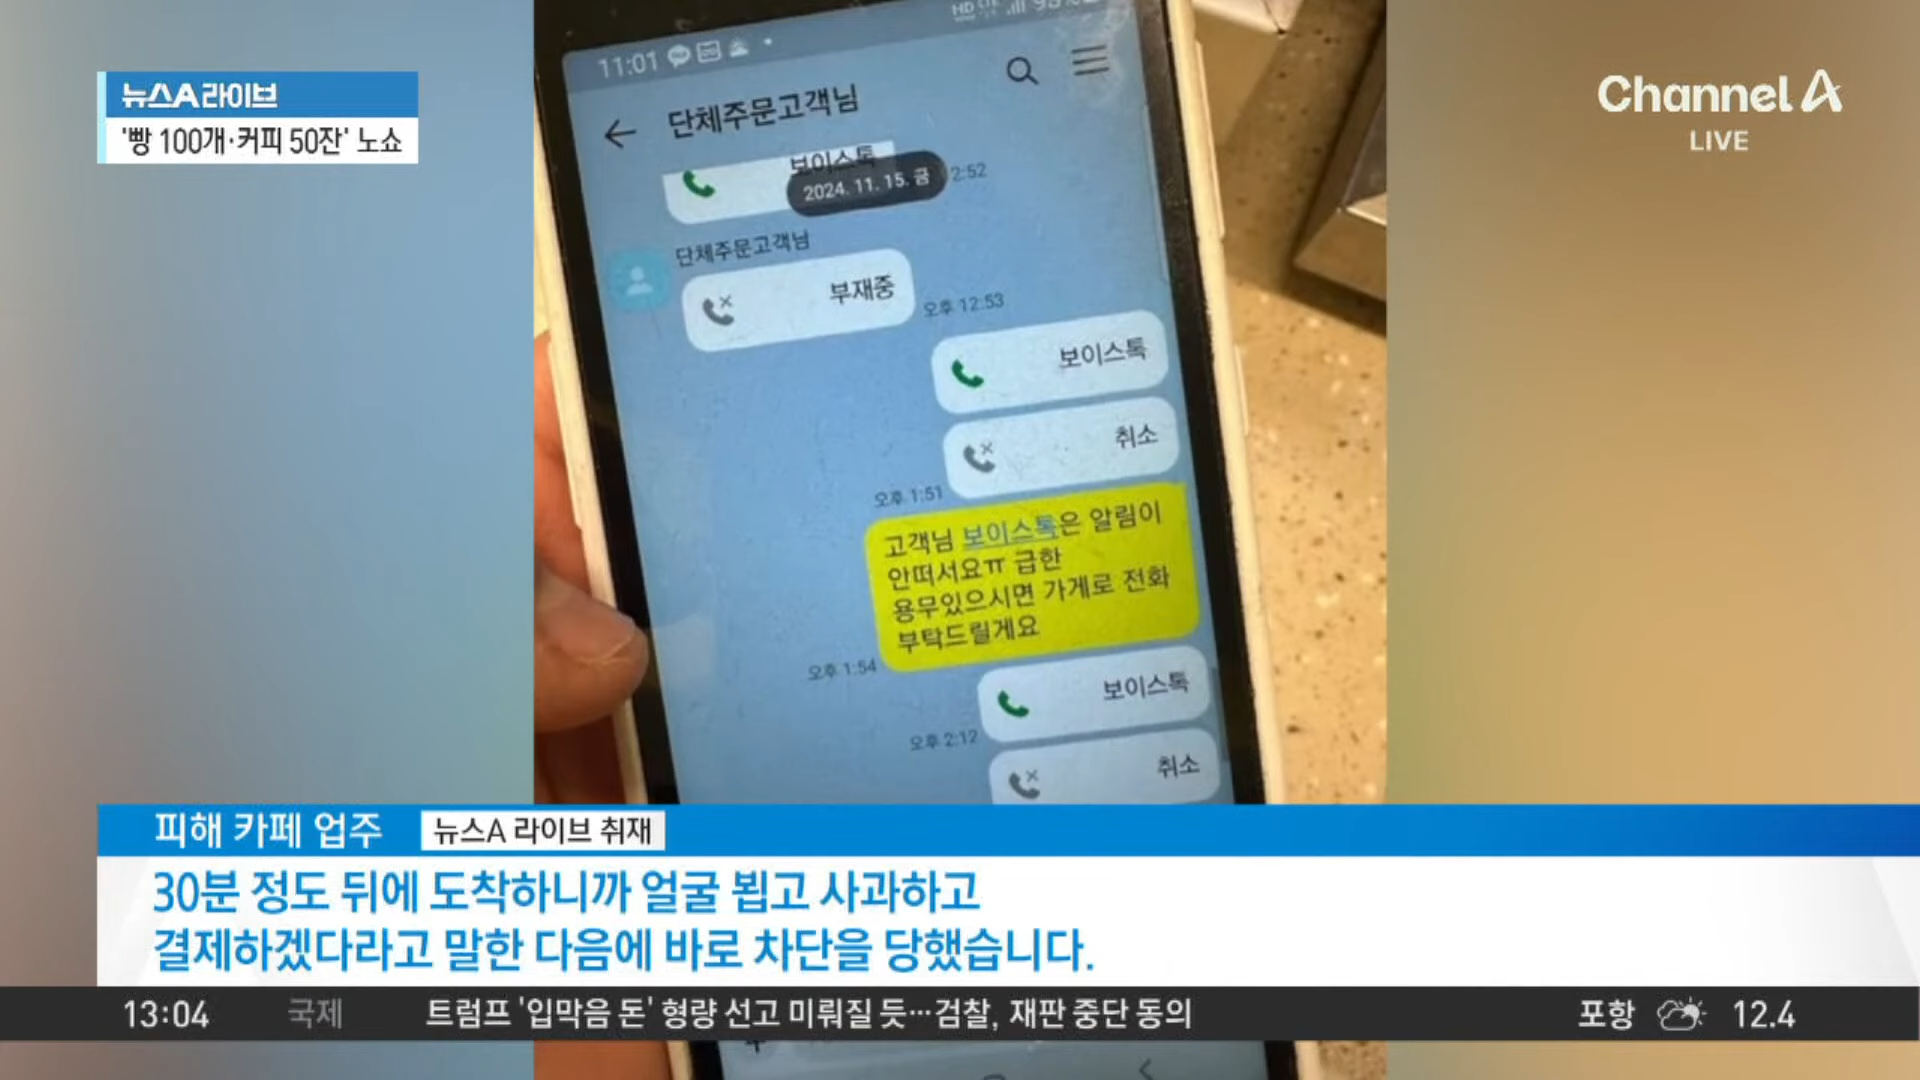 뉴스A 라이브
'빵 100개·커피 50잔' 노쇼
Channel A
LIVE
11:01
단체주문고객님
보이스톡
2024. 11. 15. 금
2:52
단체주문고객님
부재중
오후 12:53
보이스톡
취소
오후 1:51
고객님 보이스톡은 알림이
안떠서요ㅠ 급한
용무있으시면 가게로 전화
부탁드릴게요
오후 1:54
보이스톡
오후 2:12
취소
피해 카페 업주
뉴스A 라이브 취재
30분 정도 뒤에 도착하니까 얼굴 뵙고 사과하고
결제하겠다라고 말한 다음에 바로 차단을 당했습니다.
13:04 국제 트럼프 '입막음 돈' 형량 선고 미뤄질 듯…검찰, 재판 중단 동의 포항 12.4